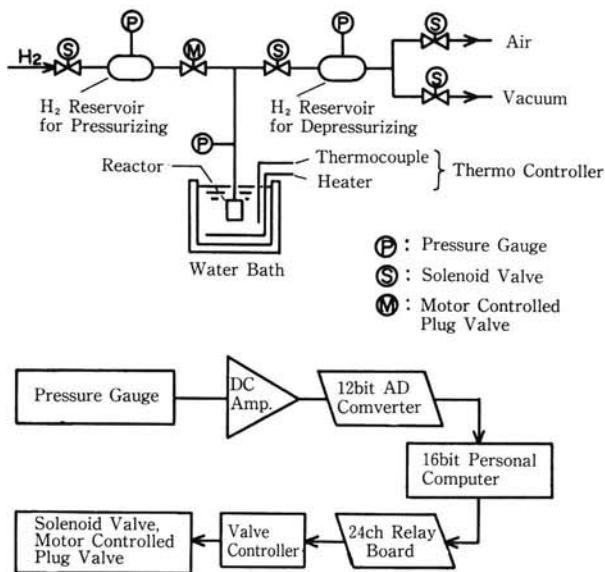 P
P
S
Air
H2
S
M
S
S
Vacuum
H₂ Reservoir
for Pressurizing
H₂ Reservoir
for Depressurizing
P
Reactor
Thermocouple
Heater
Thermo Controller
Water Bath
P : Pressure Gauge
S : Solenoid Valve
M : Motor Controlled
Plug Valve
Pressure Gauge
DC
Amp.
12bit AD
Comverter
16bit Personal
Computer
Solenoid Valve,
Motor Controlled
Plug Valve
Valve
Controller
24ch Relay
Board